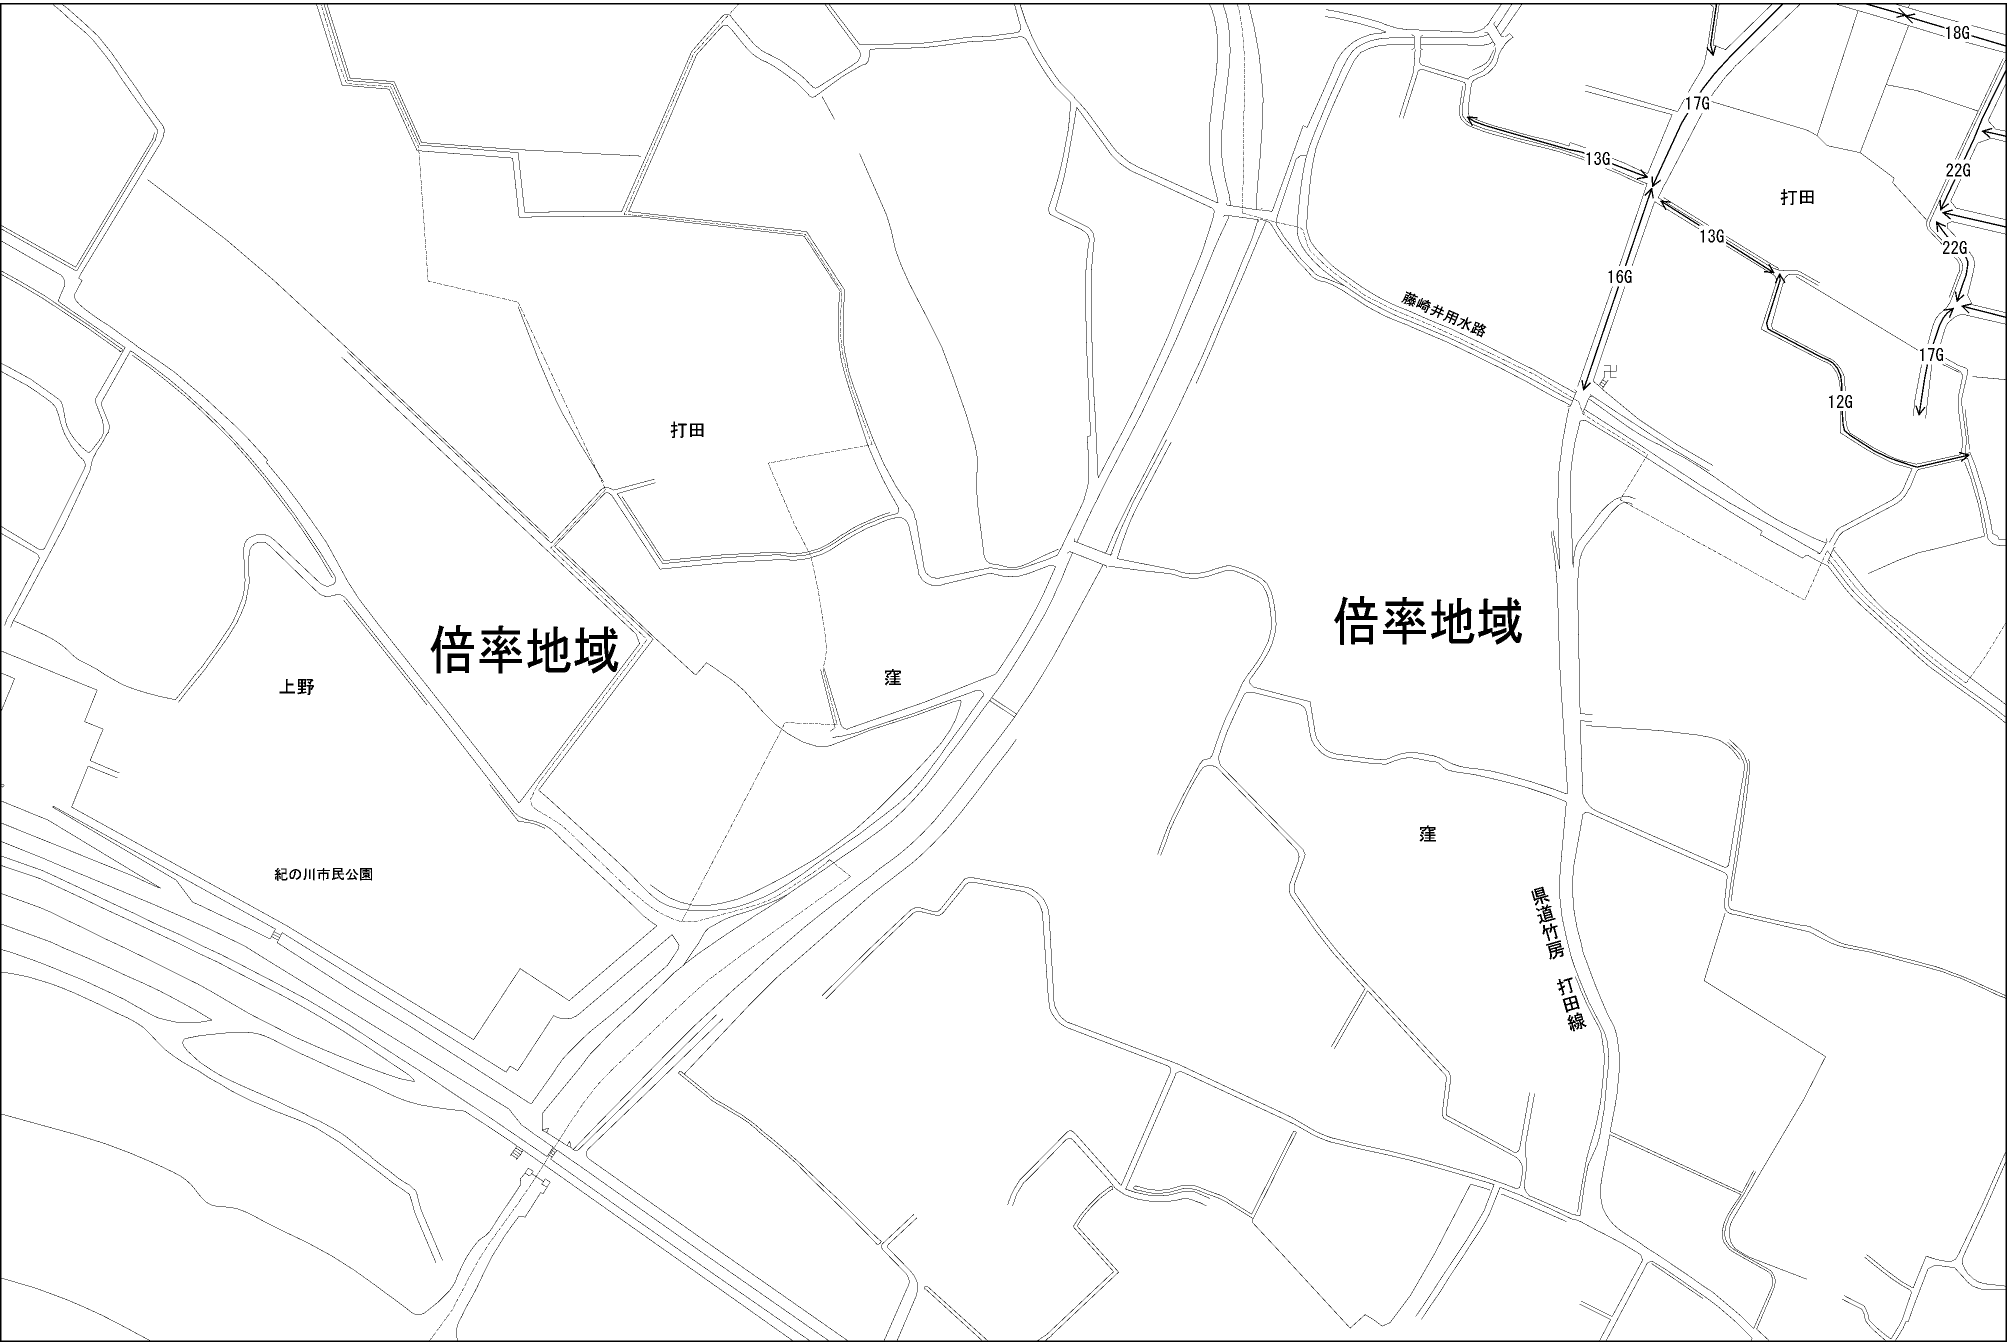 18G
17G
13G
22G
打田
13G
22G
16G
藤崎井用水路
17G
卍
12G
打田
倍率地域
倍率地域
窪
上野
窪
紀の川市民公園
県道竹房 打田線